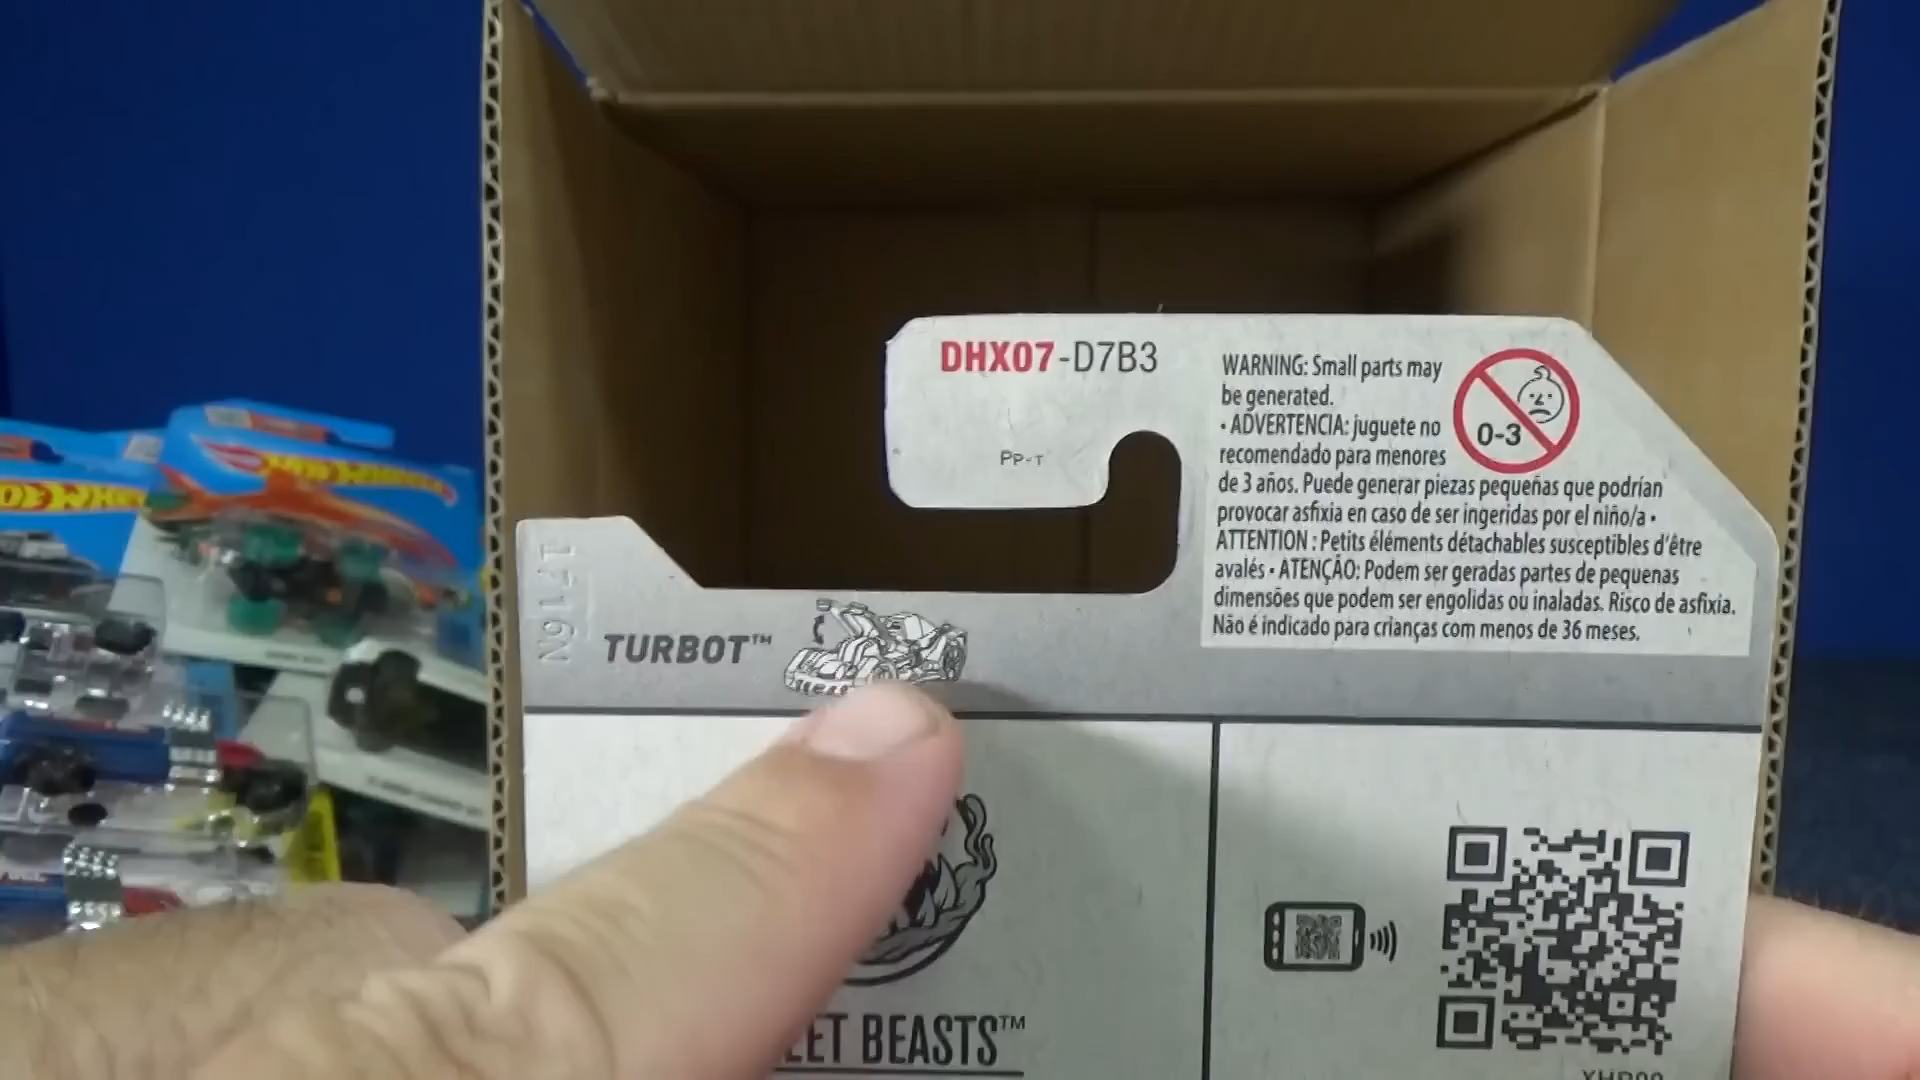 DHX07-D7B3
PP-T
WARNING: Small parts may
be generated.
• ADVERTENCIA: juguete no
recomendado para menores
de 3 años. Puede generar piezas pequeñas que podrían
provocar asfixia en caso de ser ingeridas por el niño/a •
ATTENTION : Petits éléments détachables susceptibles d'être
avalés • ATENÇÃO: Podem ser geradas partes de pequenas
dimensões que podem ser engolidas ou inaladas. Risco de asfixia.
Não é indicado para crianças com menos de 36 meses.
0-3
TURBOT™
BEASTS™
HOT WHEELS